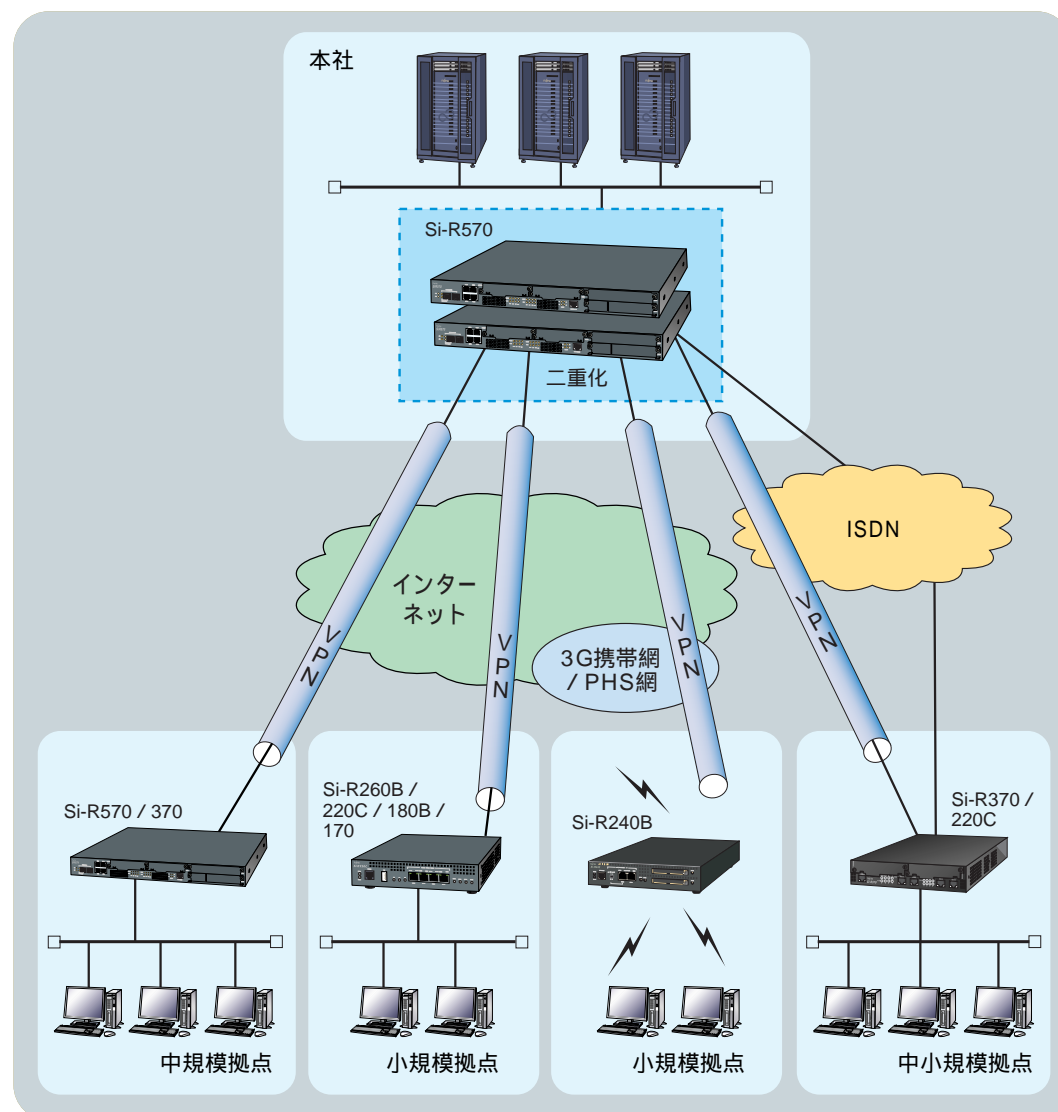 本社
Si-R570
二重化
ISDN
インター
ネット
3G携帯網
/ PHS網
VPN
VPN
VPN
VPN
Si-R570 / 370
Si-R260B /
220C / 180B /
170
Si-R240B
Si-R370 /
220C
中規模拠点
小規模拠点
小規模拠点
中小規模拠点